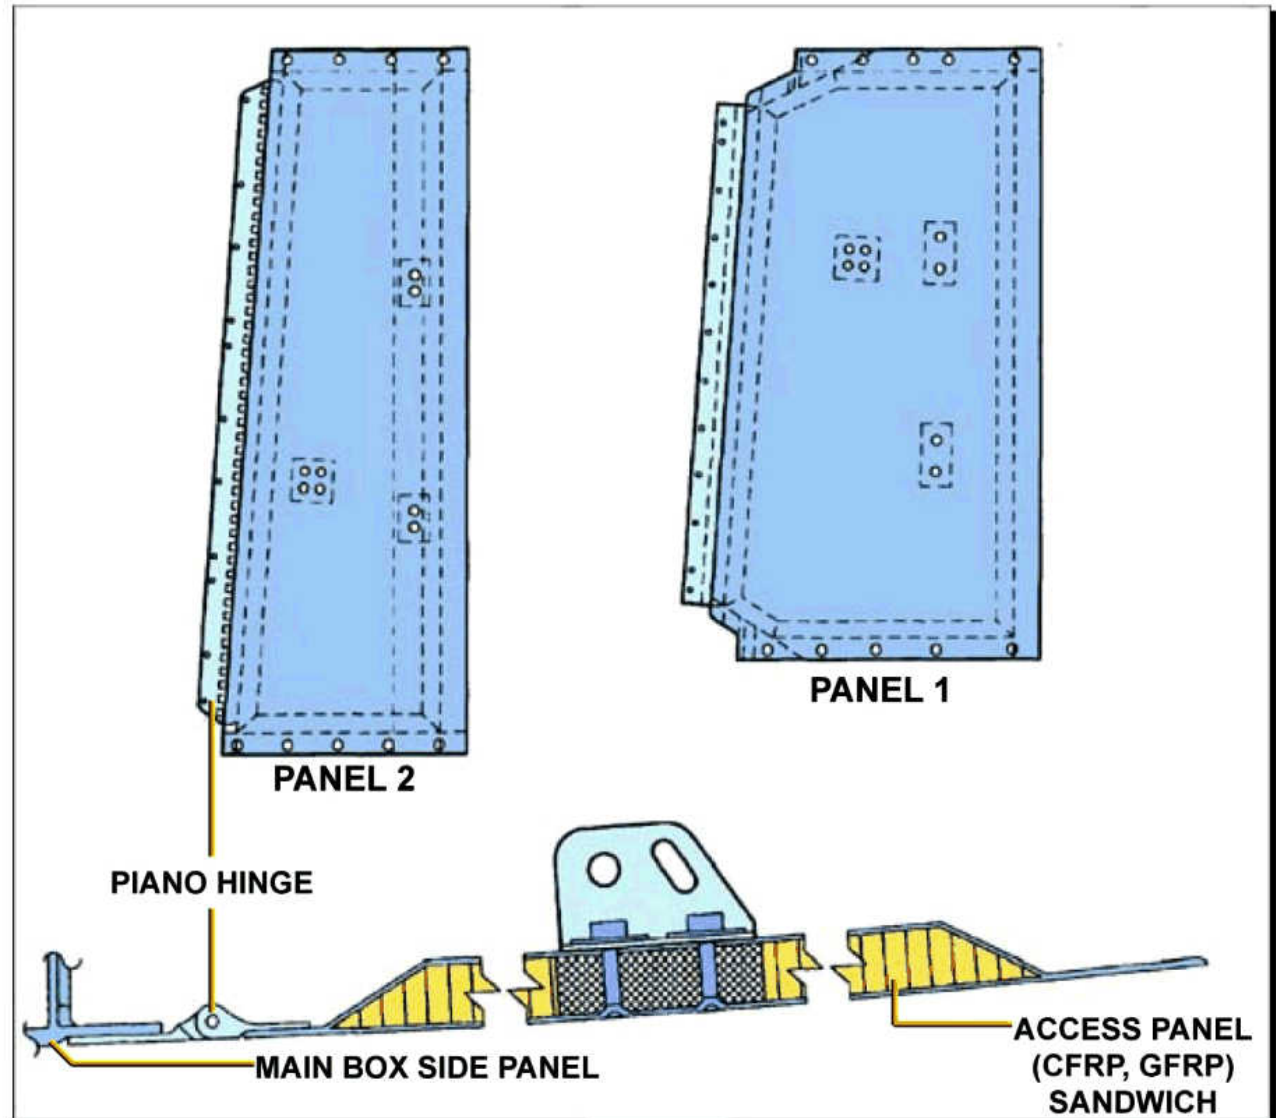 PANEL 1
PANEL 2
PIANO HINGE
MAIN BOX SIDE PANEL
ACCESS PANEL
(CFRP, GFRP)
SANDWICH